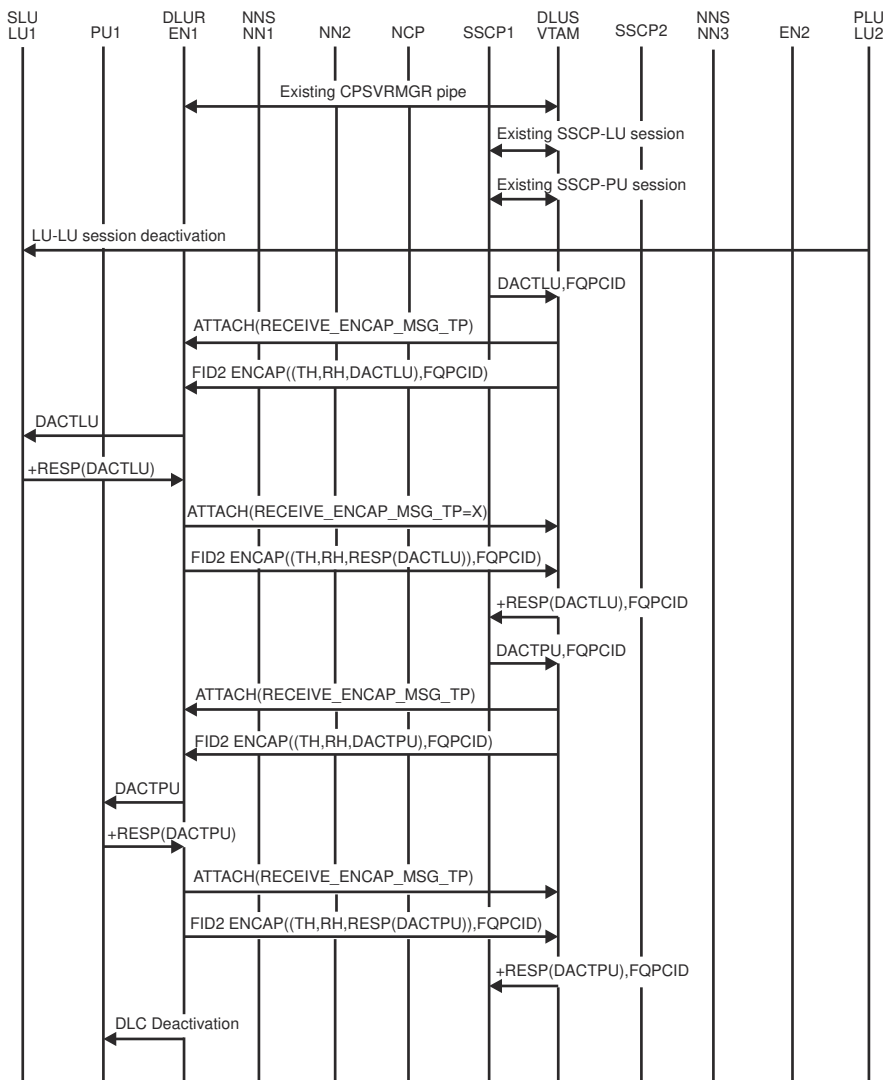 SLU LU1
PU1
DLUR EN1
NNS NN1
NN2
NCP
SSCP1
DLUS VTAM
SSCP2
NNS NN3
EN2
PLU LU2
Existing CPSVRMGR pipe
Existing SSCP-LU session
Existing SSCP-PU session
LU-LU session deactivation
DACTLU,FQPCID
ATTACH(RECEIVE_ENCAP_MSG_TP)
FID2 ENCAP((TH,RH,DACTLU),FQPCID)
DACTLU
+RESP(DACTLU)
ATTACH(RECEIVE_ENCAP_MSG_TP=X)
FID2 ENCAP((TH,RH,RESP(DACTLU)),FQPCID)
+RESP(DACTLU),FQPCID
DACTPU,FQPCID
ATTACH(RECEIVE_ENCAP_MSG_TP)
FID2 ENCAP((TH,RH,DACTPU),FQPCID)
DACTPU
+RESP(DACTPU)
ATTACH(RECEIVE_ENCAP_MSG_TP)
FID2 ENCAP((TH,RH,RESP(DACTPU)),FQPCID)
+RESP(DACTPU),FQPCID
DLC Deactivation